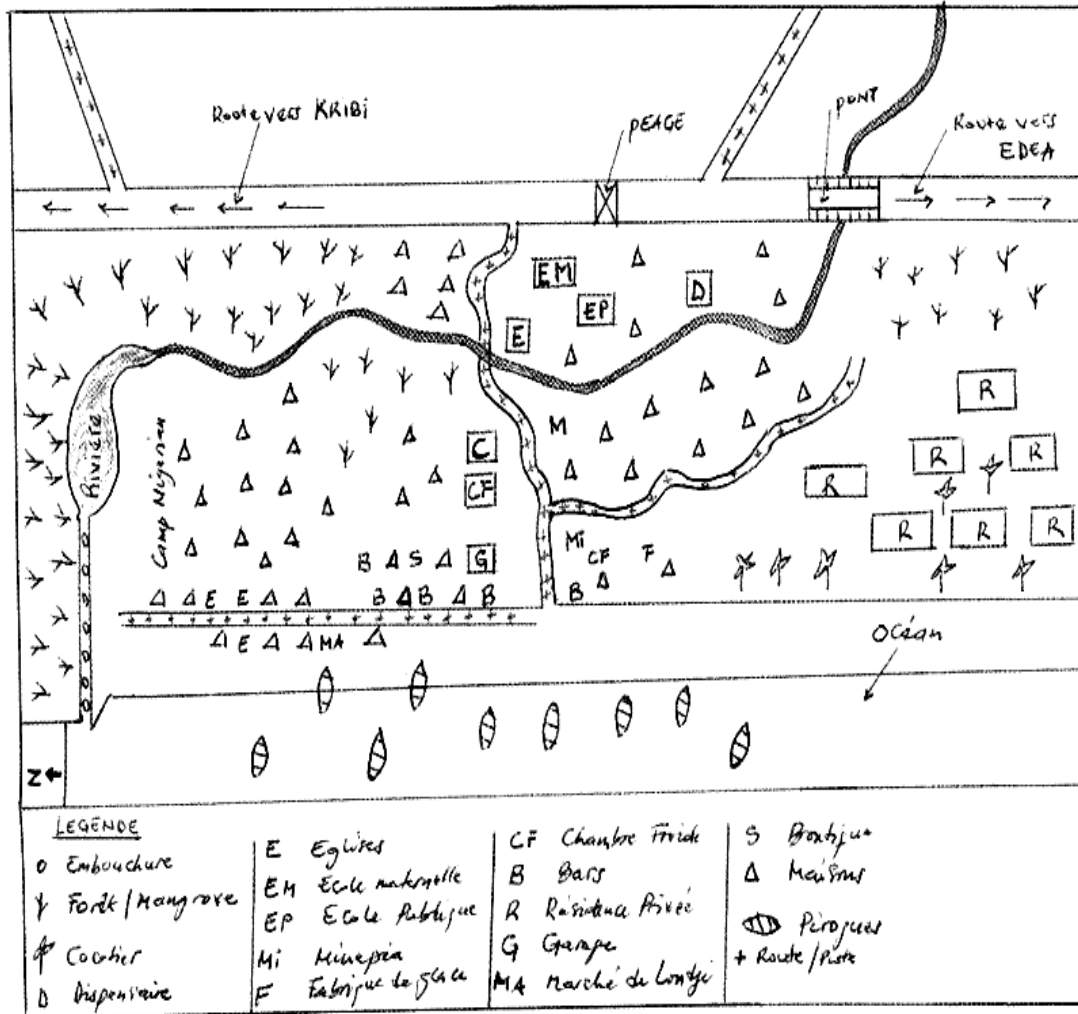 Route vers KRIBI
PEAGE
PONT
Route vers
EDEA
EM
D
EP
E
R
M
Rivière
Camp Nigerian
C
R
R
CF
R
Mi
R
R
R
CF
F
B
S
G
B
E
E
B
B
B
E
MA
Océan
N
LEGENDE
O Embouchure
Forêt / Mangrove
Cocotier
D Dispensaire
E Eglises
EM Ecole maternelle
EP Ecole Publique
Mi Minepia
F Fabrique de glace
CF Chambre Froide
B Bars
R Résidence Privée
G Garage
MA Marché de Londji
S Boutique
Maisons
Pirogues
+ Route / Piste